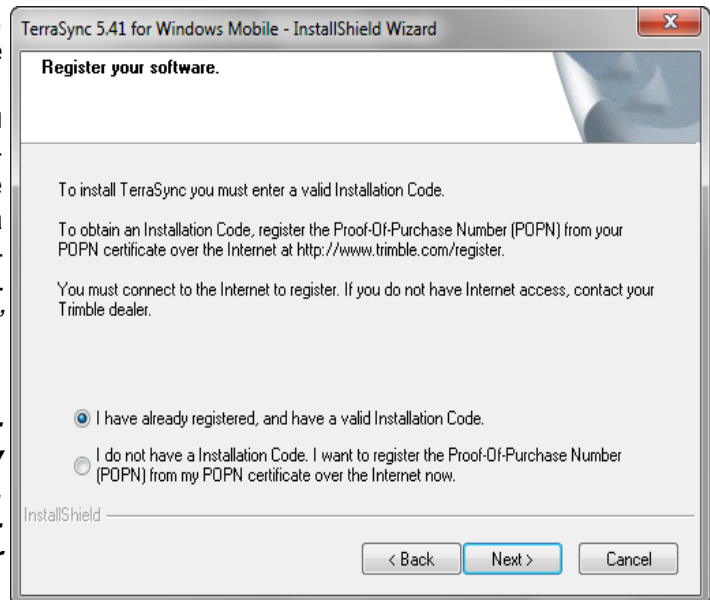 TerraSync 5.41 for Windows Mobile - InstallShield Wizard
Register your software.
To install TerraSync you must enter a valid Installation Code.
To obtain an Installation Code, register the Proof-Of-Purchase Number (POPN) from your
POPN certificate over the Internet at http://www.trimble.com/register.
You must connect to the Internet to register. If you do not have Internet access, contact your
Trimble dealer.
I have already registered, and have a valid Installation Code.
I do not have a Installation Code. I want to register the Proof-Of-Purchase Number
(POPN) from my POPN certificate over the Internet now.
InstallShield
< Back
Next >
Cancel